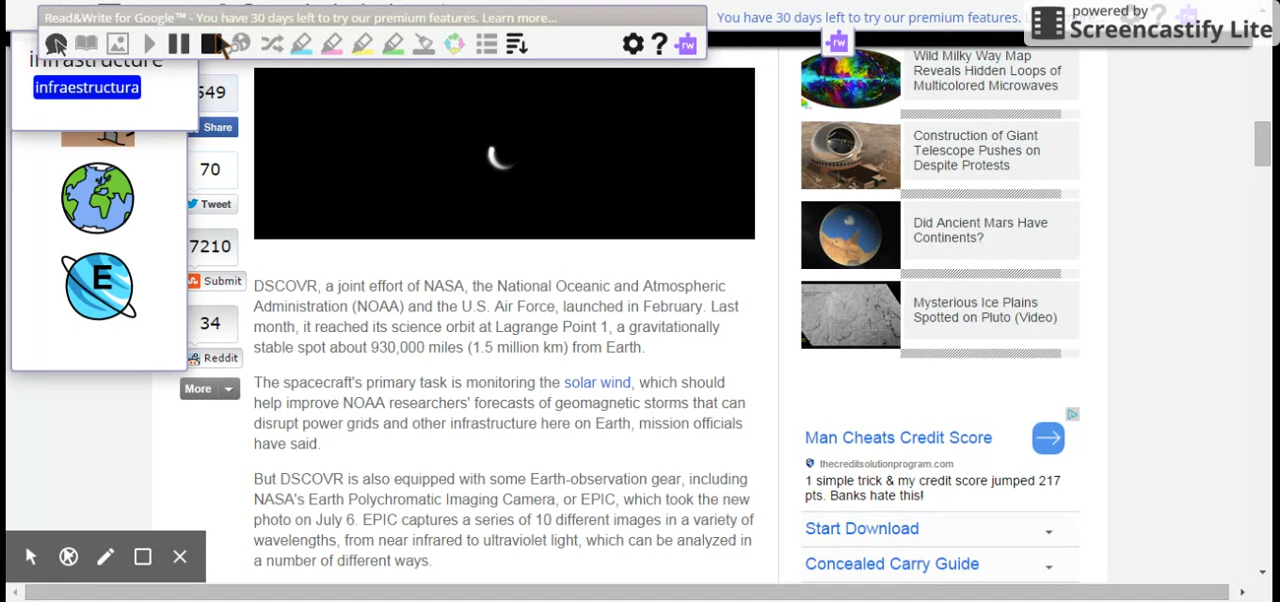 Read&Write for Google™ - You have 30 days left to try our premium features. Learn more...
You have 30 days left to try our premium features.
powered by
Screencastify Lite
rw
?
rw
infrastructure
infraestructura
E
549
Share
70
Tweet
7210
Submit
34
Reddit
More
DSCOVR, a joint effort of NASA, the National Oceanic and Atmospheric
Administration (NOAA) and the U.S. Air Force, launched in February. Last
month, it reached its science orbit at Lagrange Point 1, a gravitationally
stable spot about 930,000 miles (1.5 million km) from Earth.
The spacecraft's primary task is monitoring the solar wind, which should
help improve NOAA researchers' forecasts of geomagnetic storms that can
disrupt power grids and other infrastructure here on Earth, mission officials
have said.
But DSCOVR is also equipped with some Earth-observation gear, including
NASA's Earth Polychromatic Imaging Camera, or EPIC, which took the new
photo on July 6. EPIC captures a series of 10 different images in a variety of
wavelengths, from near infrared to ultraviolet light, which can be analyzed in
a number of different ways.
Wild Milky Way Map
Reveals Hidden Loops of
Multicolored Microwaves
Construction of Giant
Telescope Pushes on
Despite Protests
Did Ancient Mars Have
Continents?
Mysterious Ice Plains
Spotted on Pluto (Video)
Man Cheats Credit Score
thecreditsolutionprogram.com
1 simple trick & my credit score jumped 217
pts. Banks hate this!
Start Download
Concealed Carry Guide